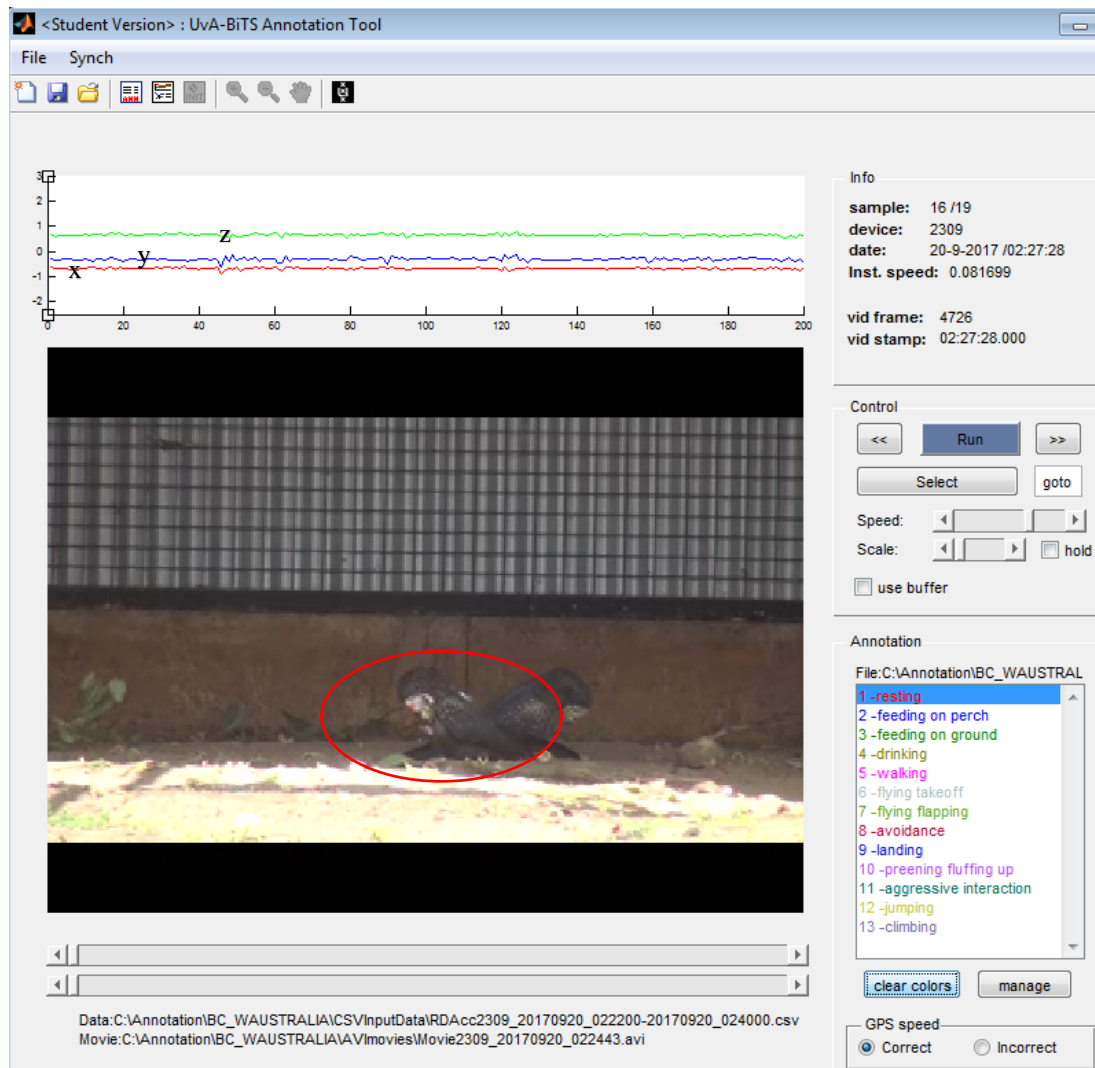 <Student Version> : UvA-BiTS Annotation Tool
File Synch
ANN
INIT
3
2
1
0
-1
-2
z
y
x
0 20 40 60 80 100 120 140 160 180 200
Info
sample: 16 /19
device: 2309
date: 20-9-2017 /02:27:28
Inst. speed: 0.081699
vid frame: 4726
vid stamp: 02:27:28.000
Control
<< Run >>
Select goto
Speed:
Scale: hold
use buffer
Annotation
File:C:\Annotation\BC_WAUSTRAL
1 -resting
2 -feeding on perch
3 -feeding on ground
4 -drinking
5 -walking
6 -flying takeoff
7 -flying flapping
8 -avoidance
9 -landing
10 -preening fluffing up
11 -aggressive interaction
12 -jumping
13 -climbing
clear colors manage
GPS speed
Correct Incorrect
Data:C:\Annotation\BC_WAUSTRALIA\CSVInputData\RDAcc2309_20170920_022200-20170920_024000.csv
Movie:C:\Annotation\BC_WAUSTRALIA\AVImovies\Movie2309_20170920_022443.avi